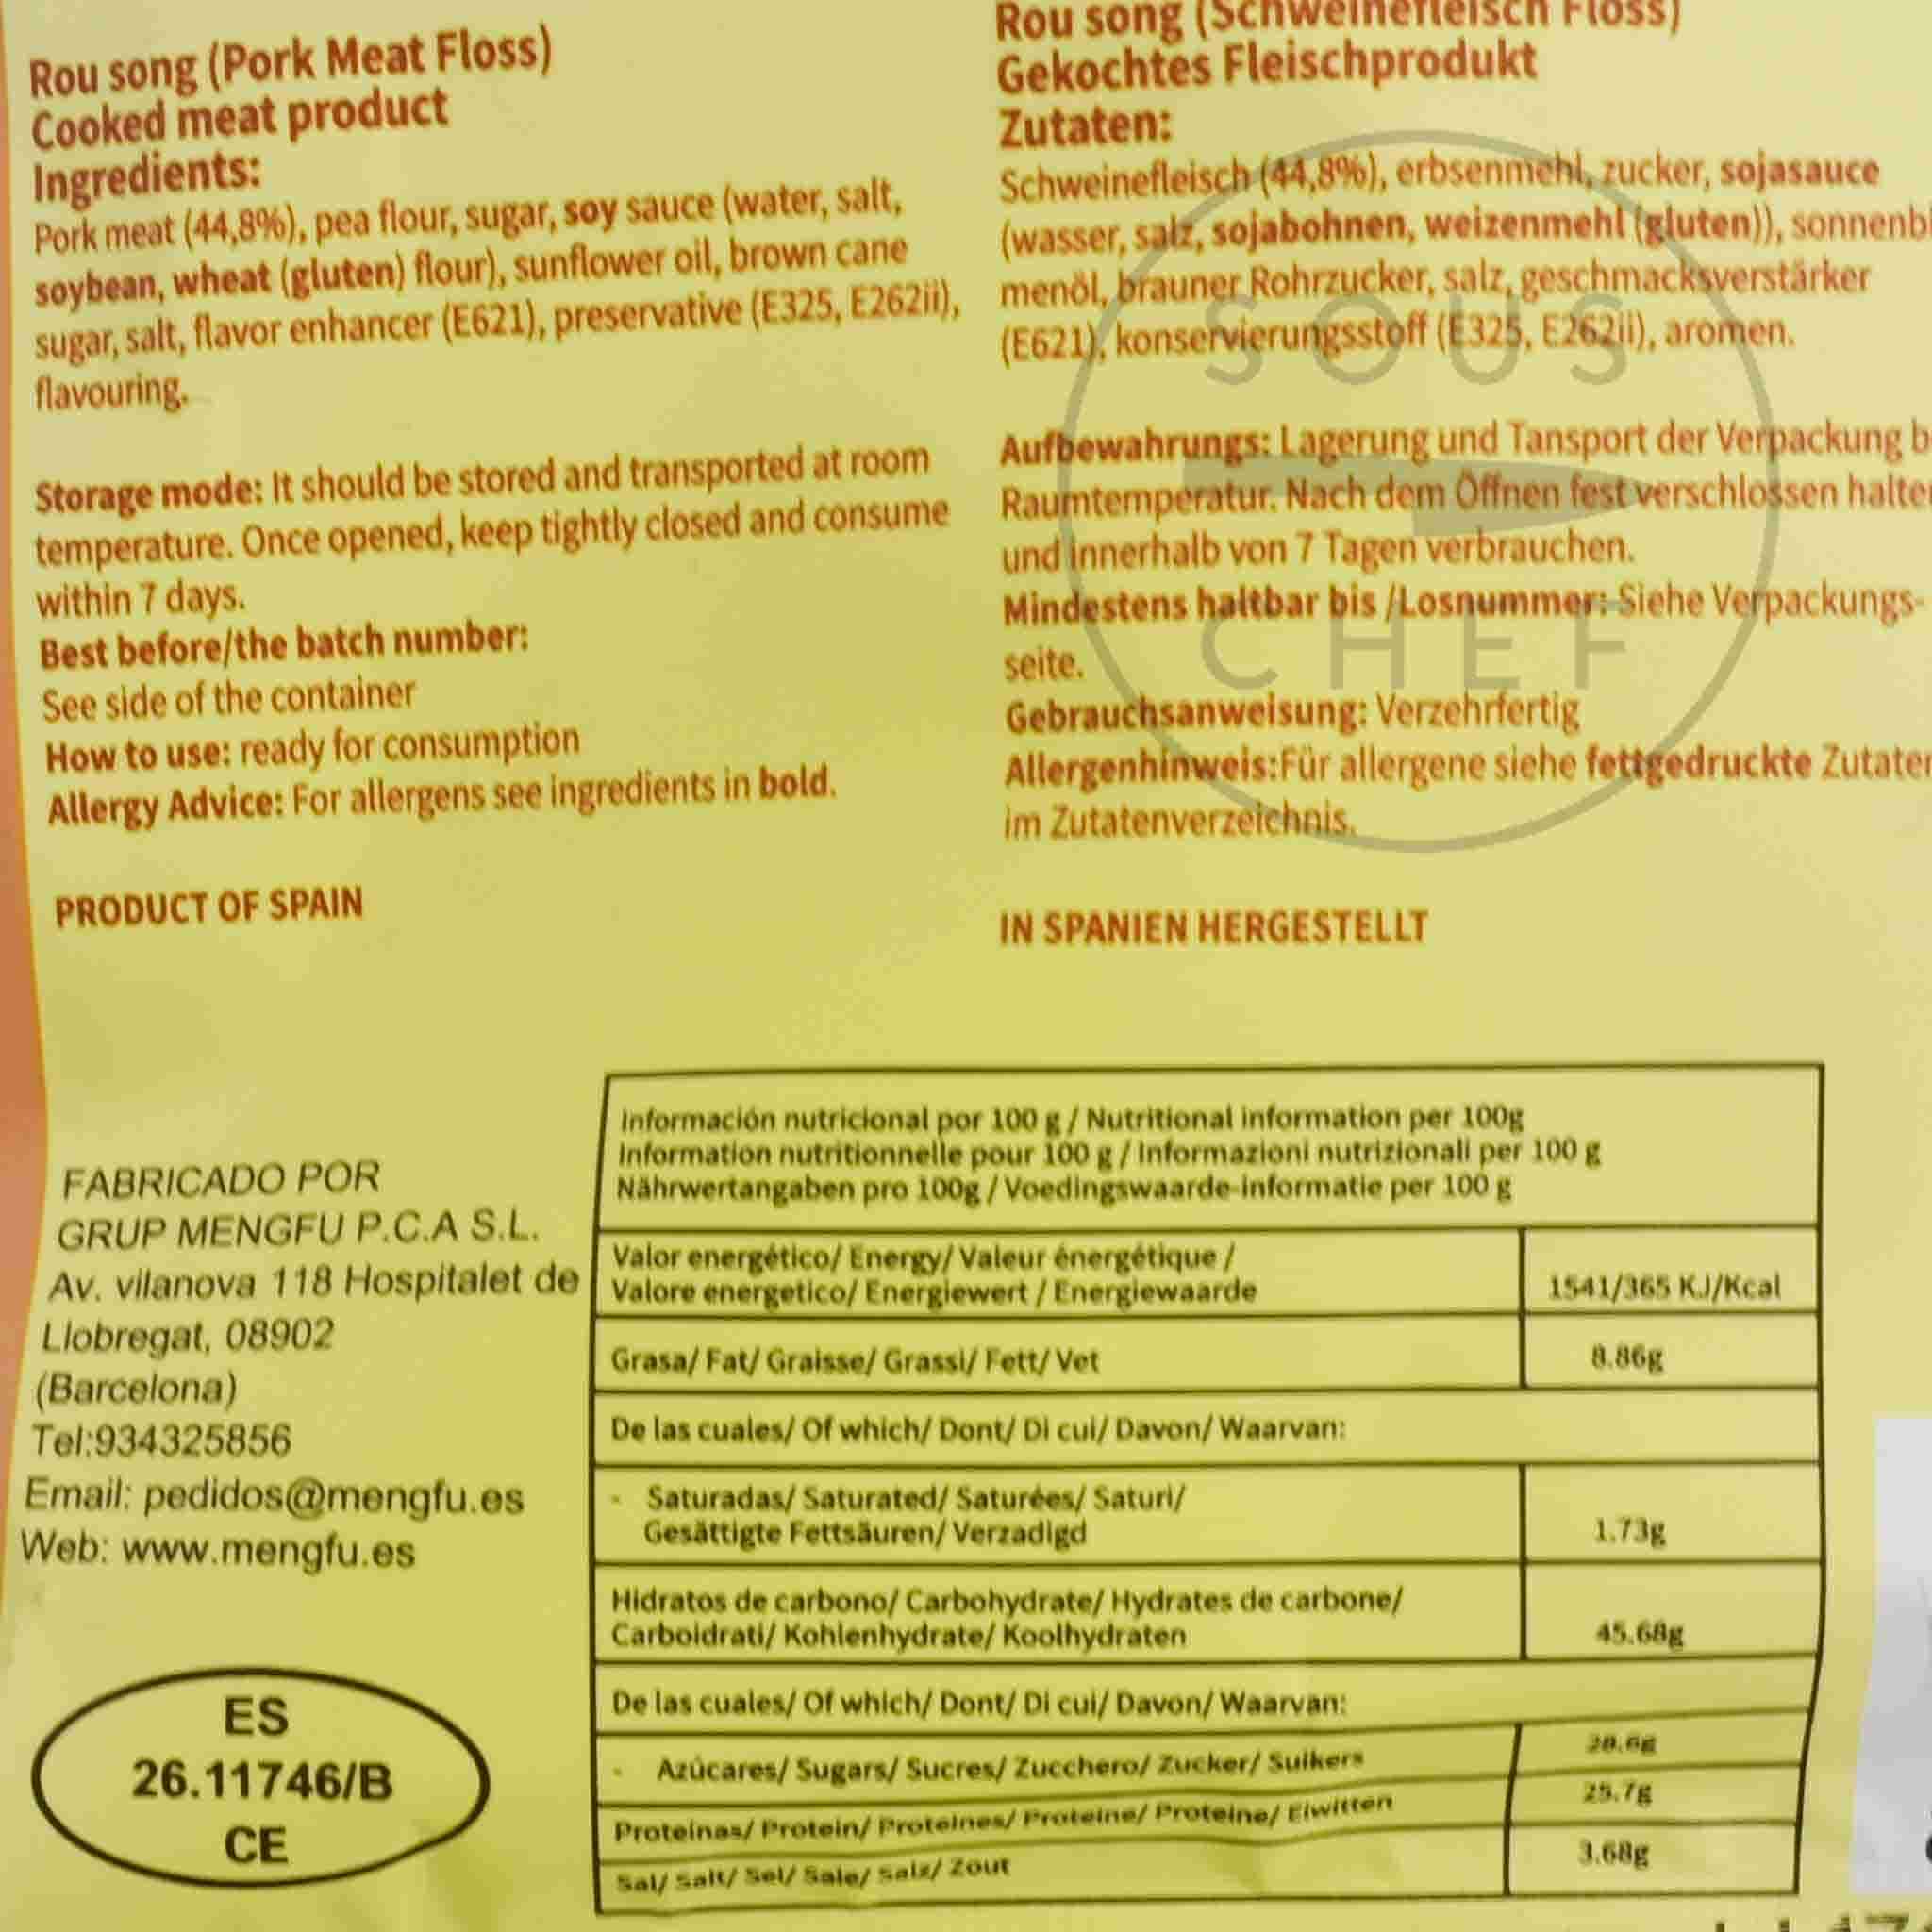 Rou song (Pork Meat Floss)
Cooked meat product
Ingredients:
Pork meat (44,8%), pea flour, sugar, soy sauce (water, salt,
soybean, wheat (gluten) flour), sunflower oil, brown cane
sugar, salt, flavor enhancer (E621), preservative (E325, E262ii),
flavouring.
Storage mode: It should be stored and transported at room
temperature. Once opened, keep tightly closed and consume
within 7 days.
Best before/the batch number:
See side of the container
How to use: ready for consumption
Allergy Advice: For allergens see ingredients in bold.
PRODUCT OF SPAIN
Rou song (Schweinefleisch Floss)
Gekochtes Fleischprodukt
Zutaten:
Schweinefleisch (44,8%), erbsenmehl, zucker, sojasauce
(wasser, salz, sojabohnen, weizenmehl (gluten)), sonnenbl
menöl, brauner Rohrzucker, salz, geschmacksverstärker
(E621), konservierungsstoff (E325, E262ii), aromen.
Aufbewahrungs: Lagerung und Tansport der Verpackung b
Raumtemperatur. Nach dem Öffnen fest verschlossen halte
und innerhalb von 7 Tagen verbrauchen.
Mindestens haltbar bis /Losnummer: Siehe Verpackungs-
seite.
Gebrauchsanweisung: Verzehrfertig
Allergenhinweis:Für allergene siehe fettgedruckte Zutaten
im Zutatenverzeichnis.
IN SPANIEN HERGESTELLT
SOUS
CHEF
FABRICADO POR
GRUP MENGFU P.C.A S.L.
Av. vilanova 118 Hospitalet de
Llobregat, 08902
(Barcelona)
Tel:934325856
Email: pedidos@mengfu.es
Web: www.mengfu.es
ES
26.11746/B
CE
Información nutricional por 100 g / Nutritional information per 100g
Information nutritionnelle pour 100 g / Informazioni nutrizionali per 100 g
Nährwertangaben pro 100g / Voedingswaarde-informatie per 100 g
Valor energético/ Energy/ Valeur énergétique /
Valore energetico/ Energiewert / Energiewaarde
1541/365 KJ/Kcal
Grasa/ Fat/ Graisse/ Grassi/ Fett/ Vet
8.86g
De las cuales/ Of which/ Dont/ Di cui/ Davon/ Waarvan:
- Saturadas/ Saturated/ Saturées/ Saturi/
Gesättigte Fettsäuren/ Verzadigd
1.73g
Hidratos de carbono/ Carbohydrate/ Hydrates de carbone/
Carboidrati/ Kohlenhydrate/ Koolhydraten
45.68g
De las cuales/ Of which/ Dont/ Di cui/ Davon/ Waarvan:
- Azúcares/ Sugars/ Sucres/ Zucchero/ Zucker/ Suikers
Proteínas/ Protein/ Proteines/ Proteine/ Proteine/ Eiwitten
25.7g
Sal/ Salt/ Sel/ Sale/ Salz/ Zout
3.68g